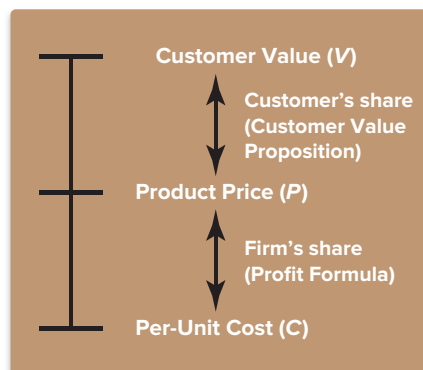 Customer Value (V)
Customer's share
(Customer Value
Proposition)
Product Price (P)
Firm's share
(Profit Formula)
Per-Unit Cost (C)